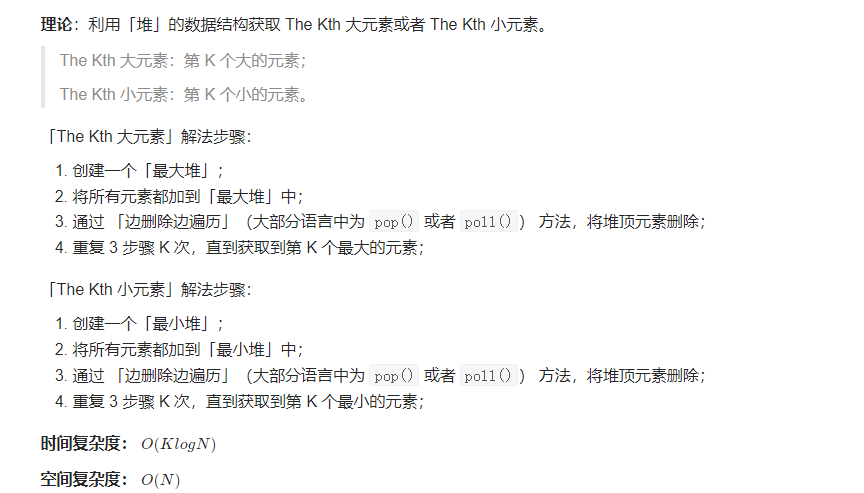 理论：利用「堆」的数据结构获取 The Kth 大元素或者 The Kth 小元素。
The Kth 大元素：第 K 个大的元素；
The Kth 小元素：第 K 个小的元素。
「The Kth 大元素」解法步骤：
1. 创建一个「最大堆」；
2. 将所有元素都加到「最大堆」中；
3. 通过 「边删除边遍历」（大部分语言中为 pop() 或者 poll() ） 方法，将堆顶元素删除；
4. 重复 3 步骤 K 次，直到获取到第 K 个最大的元素；
「The Kth 小元素」解法步骤：
1. 创建一个「最小堆」；
2. 将所有元素都加到「最小堆」中；
3. 通过 「边删除边遍历」（大部分语言中为 pop() 或者 poll() ） 方法，将堆顶元素删除；
4. 重复 3 步骤 K 次，直到获取到第 K 个最小的元素；
时间复杂度： O(KlogN)
空间复杂度： O(N)